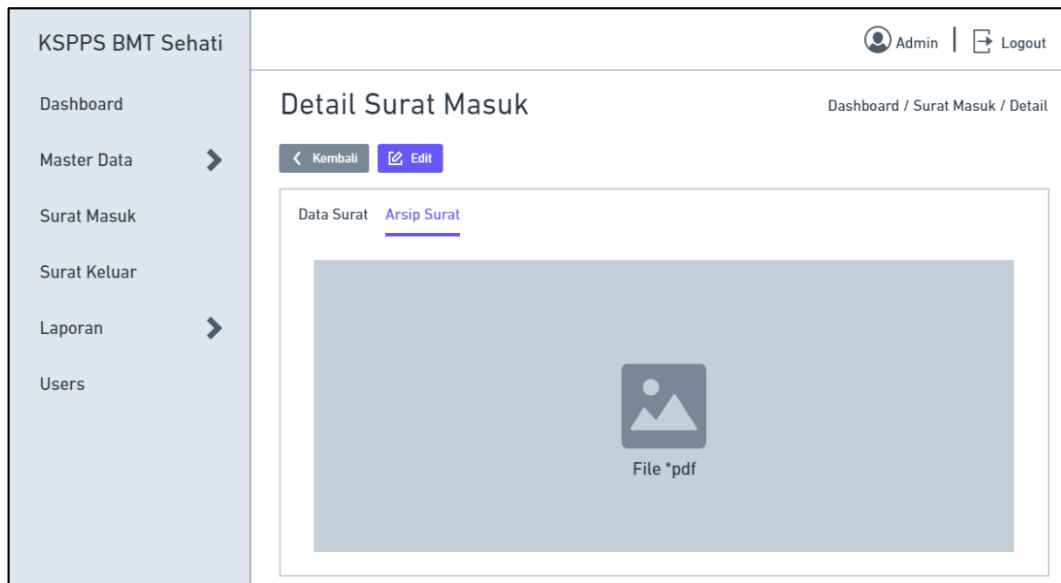 KSPPS BMT Sehati
Admin
Logout
Dashboard
Master Data
Surat Masuk
Surat Keluar
Laporan
Users
Detail Surat Masuk
Dashboard / Surat Masuk / Detail
Kembali
Edit
Data Surat
Arsip Surat
File *pdf